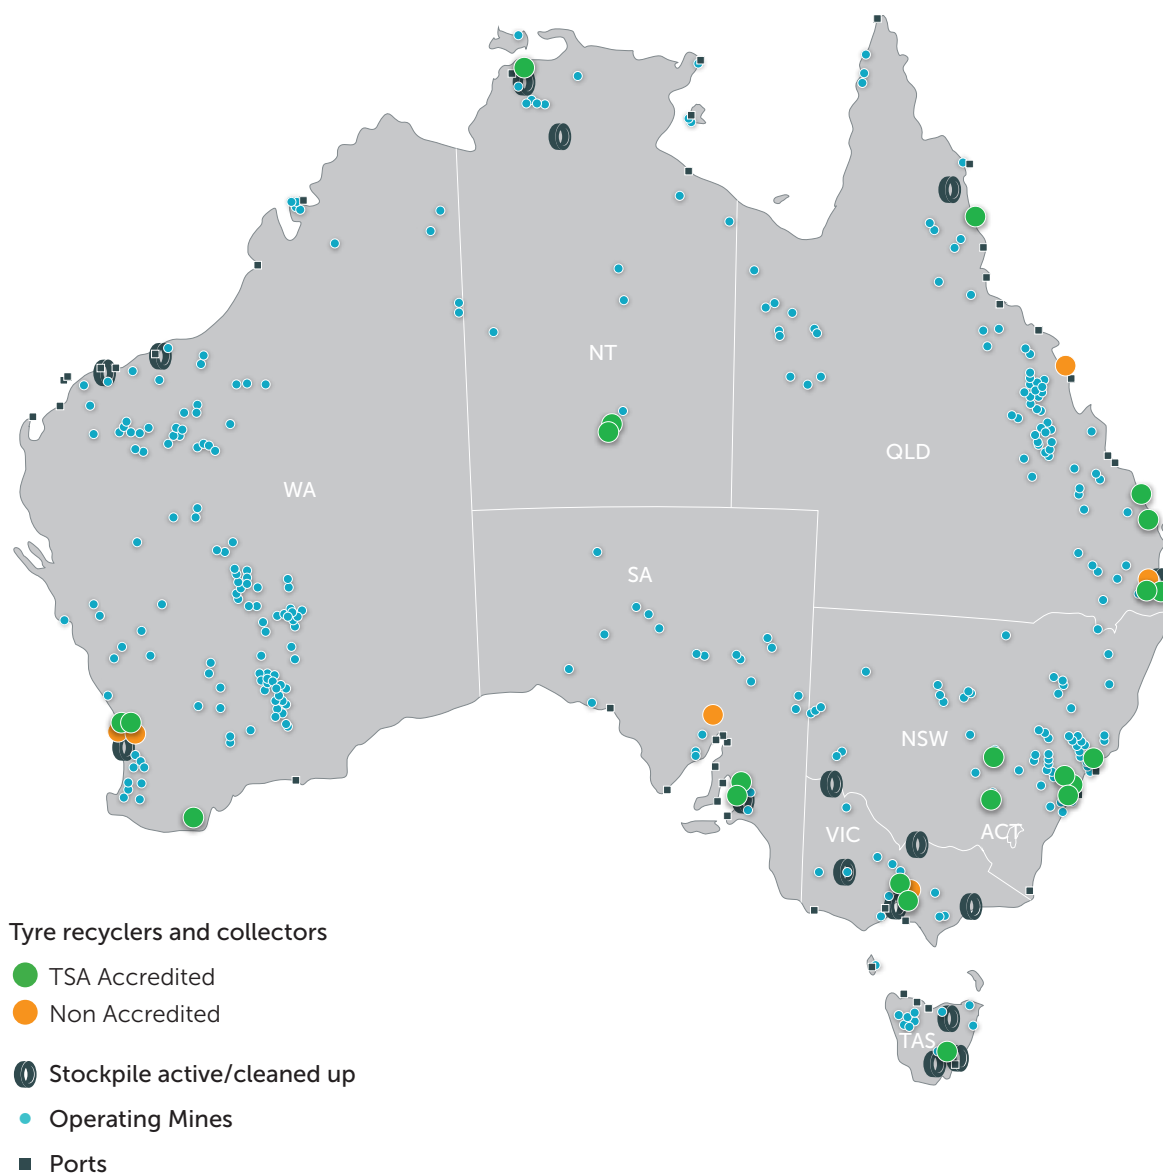 NT
QLD
WA
SA
NSW
VIC
ACT
TAS
Tyre recyclers and collectors
TSA Accredited
Non Accredited
Stockpile active/cleaned up
Operating Mines
Ports